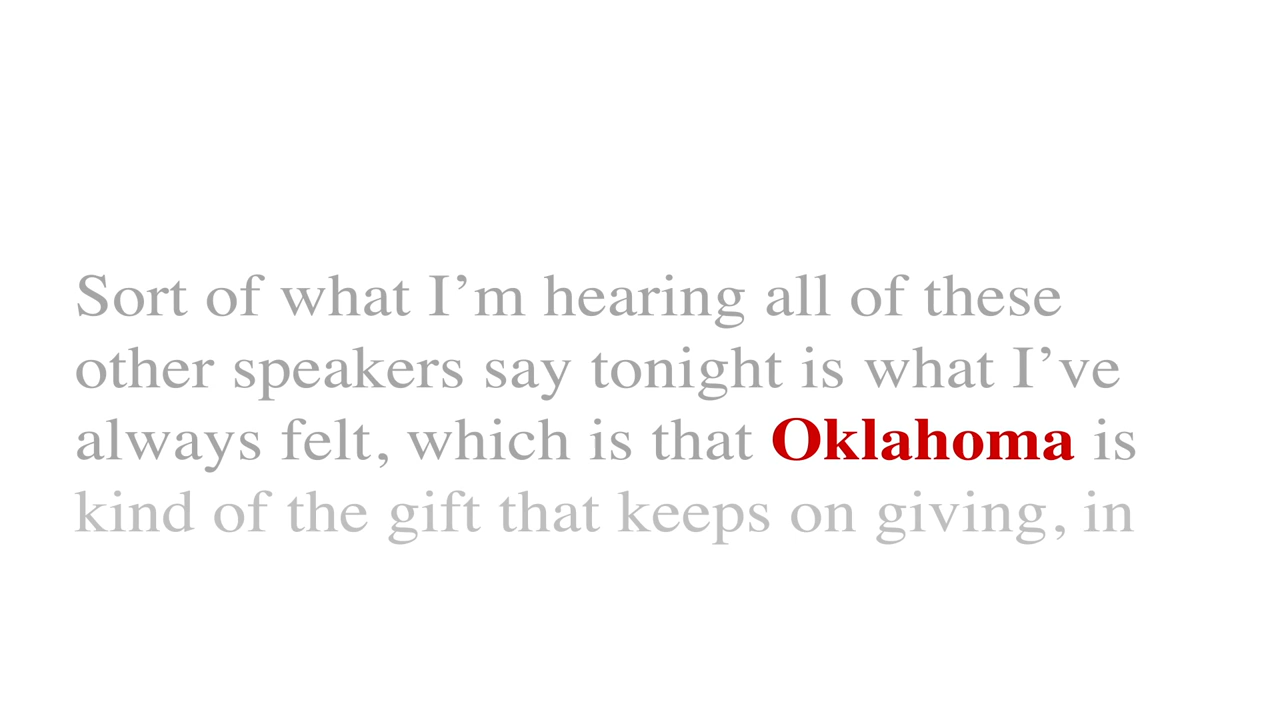 Sort of what I’m hearing all of these
other speakers say tonight is what I’ve
always felt, which is that Oklahoma is
kind of the gift that keeps on giving, in